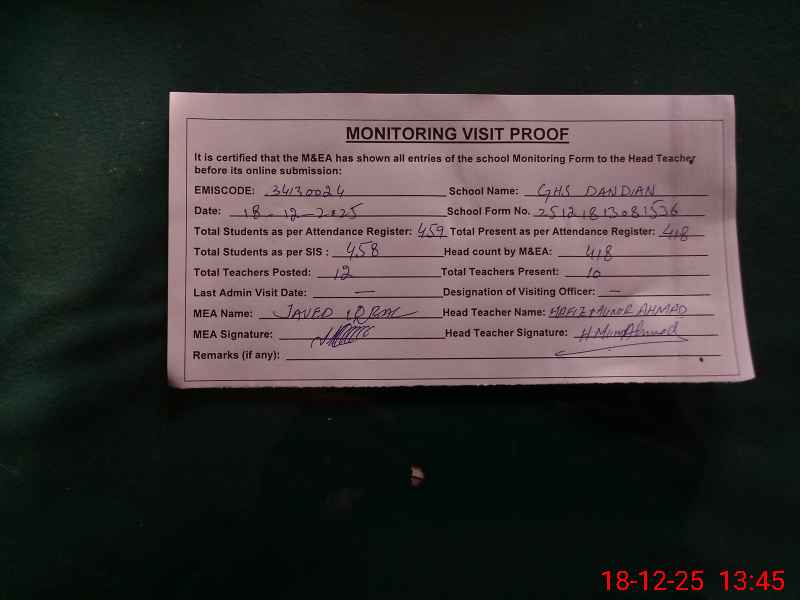 MONITORING VISIT PROOF
It is certified that the M&EA has shown all entries of the school Monitoring Form to the Head Teacher
before its online submission:
EMISCODE: 34130024 School Name: GHS DANDIAN
Date: 18-12-2025 School Form No. 25121813081536
Total Students as per Attendance Register: 459 Total Present as per Attendance Register: 418
Total Students as per SIS : 458 Head count by M&EA: 418
Total Teachers Posted: 12 Total Teachers Present: 10
Last Admin Visit Date: — Designation of Visiting Officer: —
MEA Name: JAVED IQBAL Head Teacher Name: HAFIZ MUNIR AHMAD
MEA Signature: Head Teacher Signature:
Remarks (if any):
18-12-25 13:45